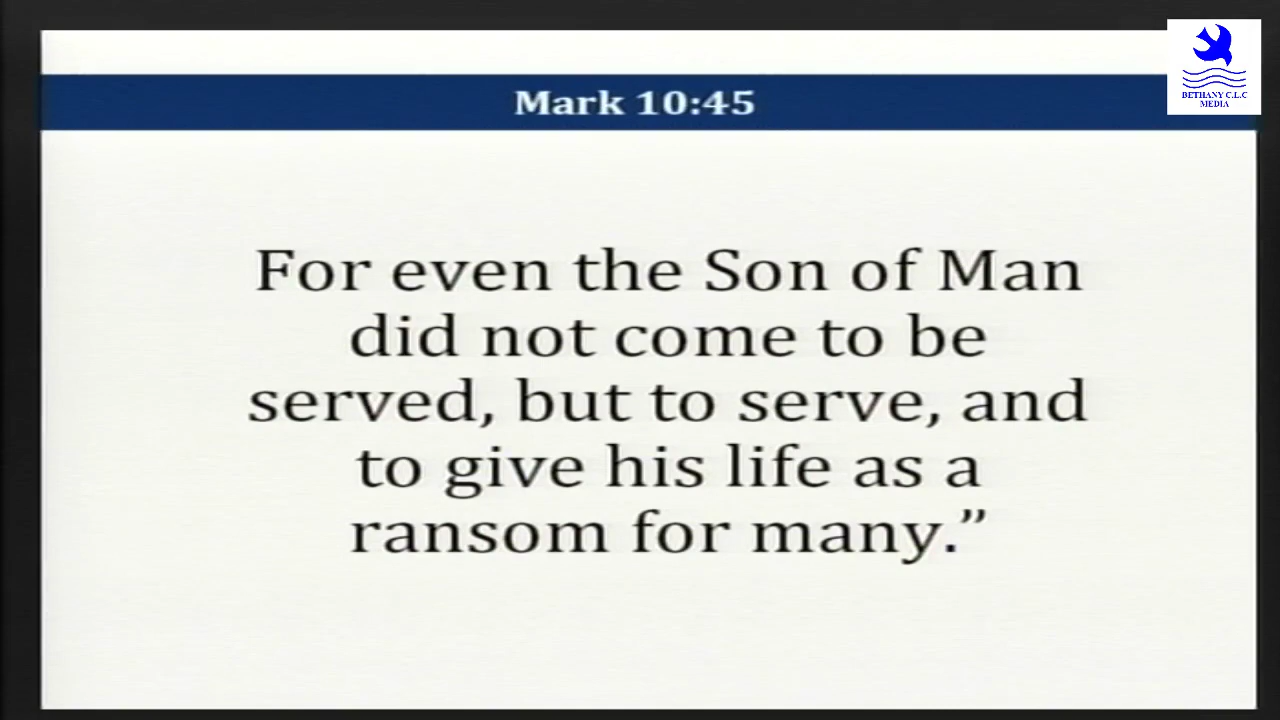 BETHANY C.L.C
MEDIA
Mark 10:45
For even the Son of Man
did not come to be
served, but to serve, and
to give his life as a
ransom for many.”